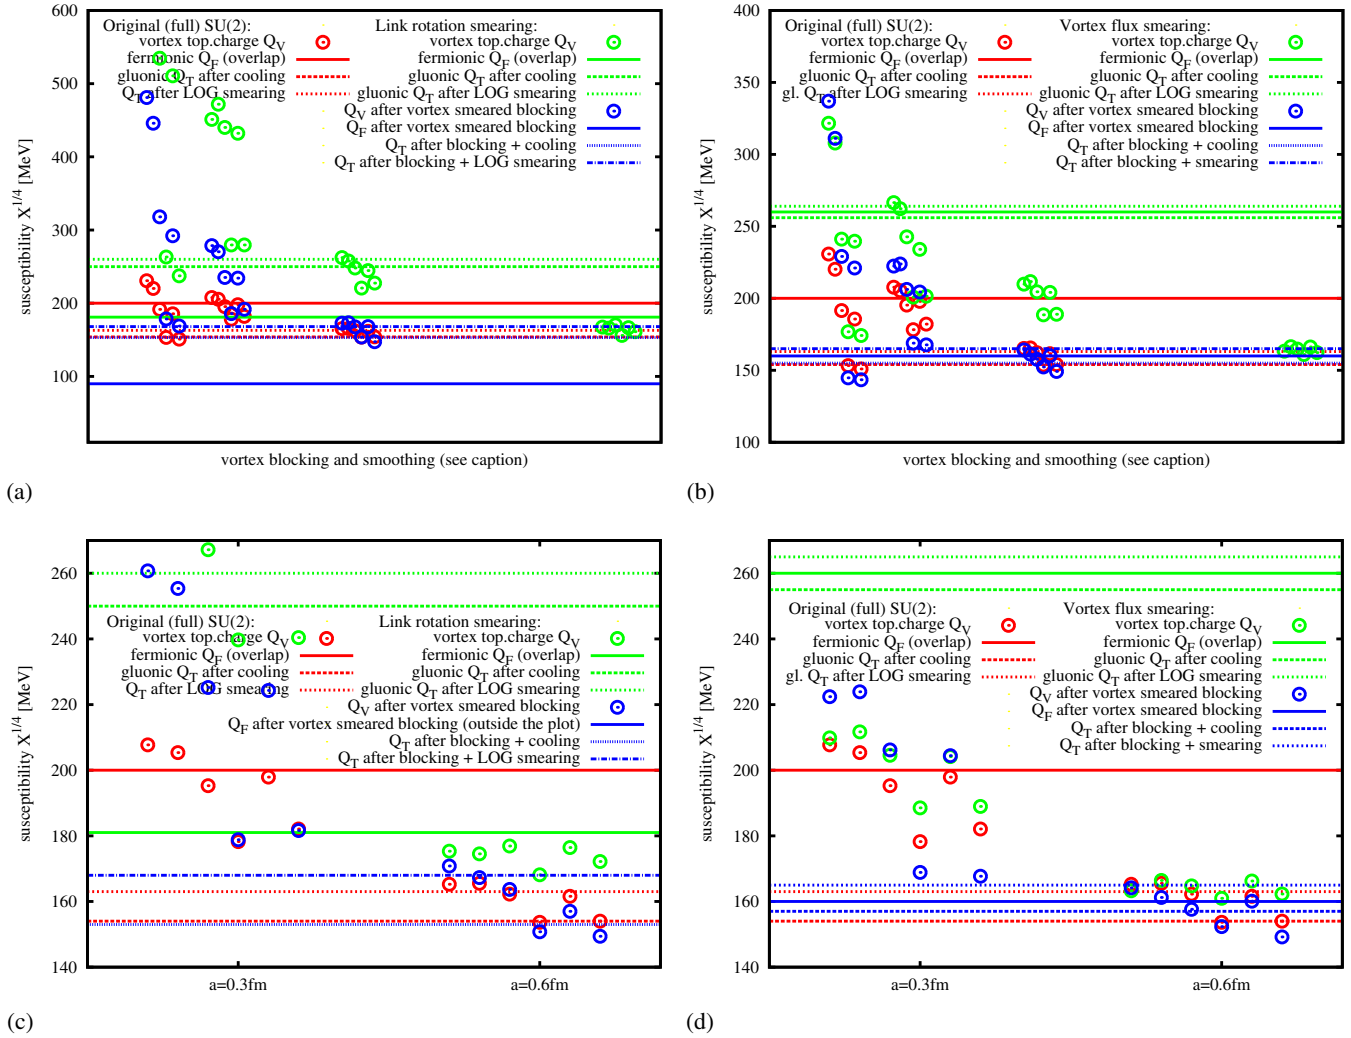 600
500
400
300
200
100
susceptibility X^1/4 [MeV]
Original (full) SU(2):
vortex top.charge Q_V
fermionic Q_F (overlap)
gluonic Q_T after cooling
Q_T after LOG smearing
Link rotation smearing:
vortex top.charge Q_V
fermionic Q_F (overlap)
gluonic Q_T after cooling
gluonic Q_T after LOG smearing
Q_V after vortex smeared blocking
Q_F after vortex smeared blocking
Q_T after blocking + cooling
Q_T after blocking + LOG smearing
vortex blocking and smoothing (see caption)
(a)
400
350
300
250
200
150
100
susceptibility X^1/4 [MeV]
Original (full) SU(2):
vortex top.charge Q_V
fermionic Q_F (overlap)
gluonic Q_T after cooling
gl. Q_T after LOG smearing
Vortex flux smearing:
vortex top.charge Q_V
fermionic Q_F (overlap)
gluonic Q_T after cooling
gluonic Q_T after LOG smearing
Q_V after vortex smeared blocking
Q_F after vortex smeared blocking
Q_T after blocking + cooling
Q_T after blocking + smearing
vortex blocking and smoothing (see caption)
(b)
260
240
220
200
180
160
140
susceptibility X^1/4 [MeV]
Original (full) SU(2):
vortex top.charge Q_V
fermionic Q_F (overlap)
gluonic Q_T after cooling
Q_T after LOG smearing
Link rotation smearing:
vortex top.charge Q_V
fermionic Q_F (overlap)
gluonic Q_T after cooling
gluonic Q_T after LOG smearing
Q_V after vortex smeared blocking
Q_F after vortex smeared blocking (outside the plot)
Q_T after blocking + cooling
Q_T after blocking + LOG smearing
a=0.3fm
a=0.6fm
(c)
260
240
220
200
180
160
140
susceptibility X^1/4 [MeV]
Original (full) SU(2):
vortex top.charge Q_V
fermionic Q_F (overlap)
gluonic Q_T after cooling
gl. Q_T after LOG smearing
Vortex flux smearing:
vortex top.charge Q_V
fermionic Q_F (overlap)
gluonic Q_T after cooling
gluonic Q_T after LOG smearing
Q_V after vortex smeared blocking
Q_F after vortex smeared blocking
Q_T after blocking + cooling
Q_T after blocking + smearing
a=0.3fm
a=0.6fm
(d)